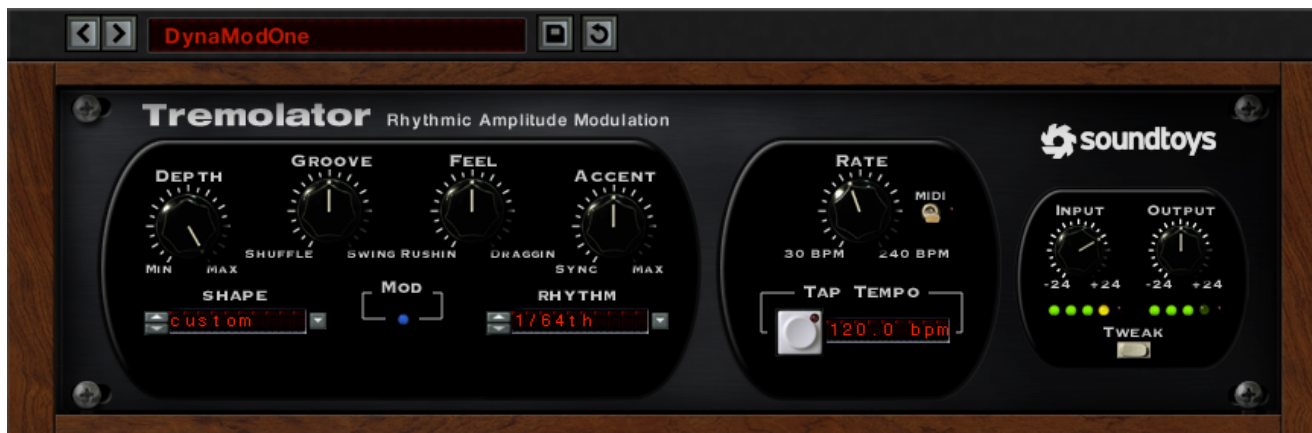 DynaModOne
Tremolator Rhythmic Amplitude Modulation
soundtoys
DEPTH
MIN MAX
GROOVE
SHUFFLE SWING
FEEL
RUSHIN DRAGGIN
ACCENT
SYNC MAX
SHAPE
custom
MOD
RHYTHM
1/64th
RATE
30 BPM 240 BPM
MIDI
TAP TEMPO
120.0 bpm
INPUT
-24 +24
OUTPUT
-24 +24
TWEAK